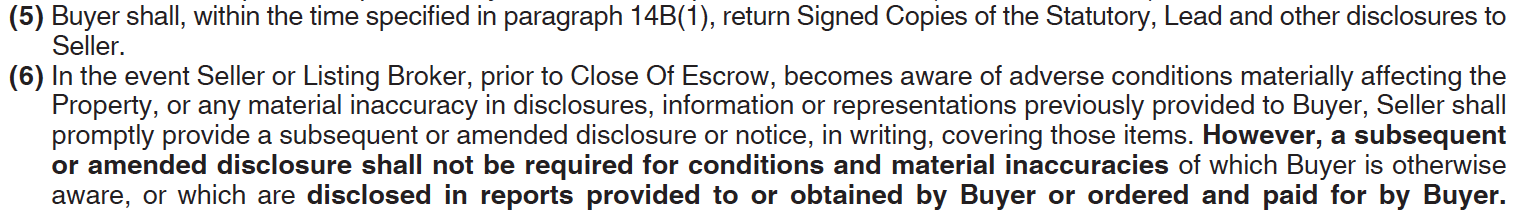 (5) Buyer shall, within the time specified in paragraph 14B(1), return Signed Copies of the Statutory, Lead and other disclosures to
Seller.
(6) In the event Seller or Listing Broker, prior to Close Of Escrow, becomes aware of adverse conditions materially affecting the
Property, or any material inaccuracy in disclosures, information or representations previously provided to Buyer, Seller shall
promptly provide a subsequent or amended disclosure or notice, in writing, covering those items. However, a subsequent
or amended disclosure shall not be required for conditions and material inaccuracies of which Buyer is otherwise
aware, or which are disclosed in reports provided to or obtained by Buyer or ordered and paid for by Buyer.